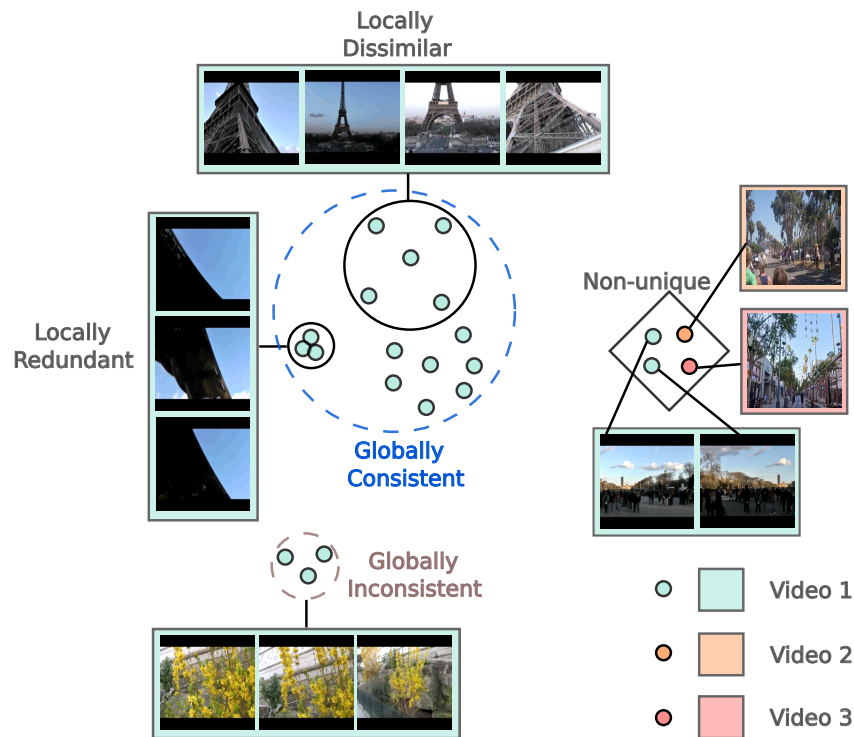 Locally
Dissimilar
Non-unique
Locally
Redundant
Globally
Consistent
Globally
Inconsistent
Video 1
Video 2
Video 3